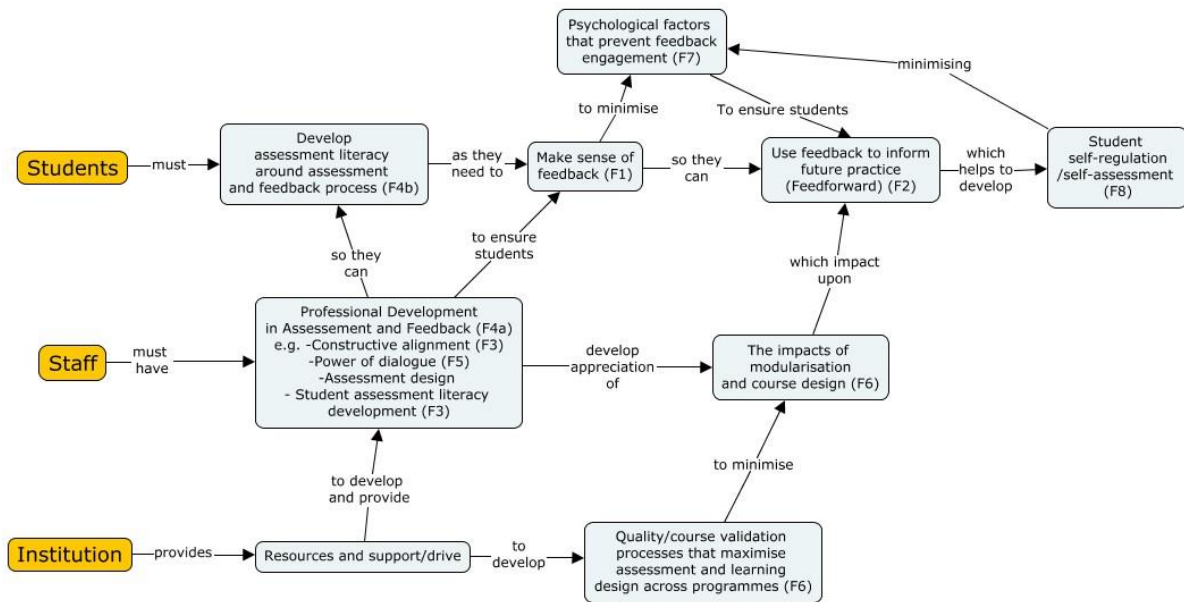 Psychological factors
that prevent feedback
engagement (F7)
minimising
to minimise
To ensure students
Students
must
Develop
assessment literacy
around assessment
and feedback process (F4b)
as they
need to
Make sense of
feedback (F1)
so they
can
Use feedback to inform
future practice
(Feedforward) (F2)
which
helps to
develop
Student
self-regulation
/self-assessment
(F8)
so they
can
to ensure
students
which impact
upon
Staff
must
have
Professional Development
in Assessement and Feedback (F4a)
e.g. -Constructive alignment (F3)
-Power of dialogue (F5)
-Assessment design
- Student assessment literacy
development (F3)
develop
appreciation
of
The impacts of
modularisation
and course design (F6)
to develop
and provide
to minimise
Institution
provides
Resources and support/drive
to
develop
Quality/course validation
processes that maximise
assessment and learning
design across programmes (F6)